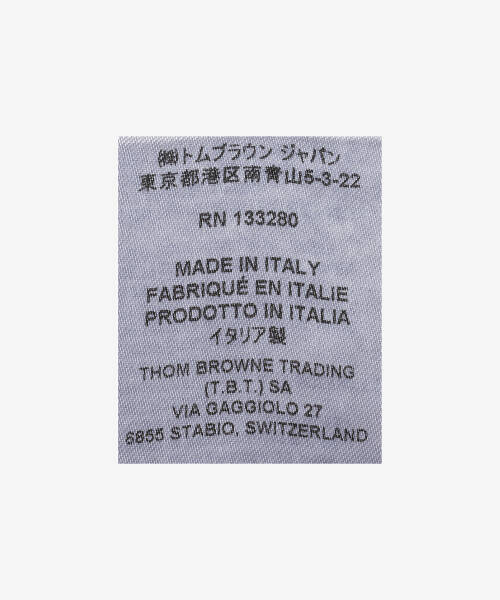 ㈱トムブラウン ジャパン
東京都港区南青山5-3-22
RN 133280
MADE IN ITALY
FABRIQUÉ EN ITALIE
PRODOTTO IN ITALIA
イタリア製
THOM BROWNE TRADING
(T.B.T.) SA
VIA GAGGIOLO 27
6855 STABIO, SWITZERLAND